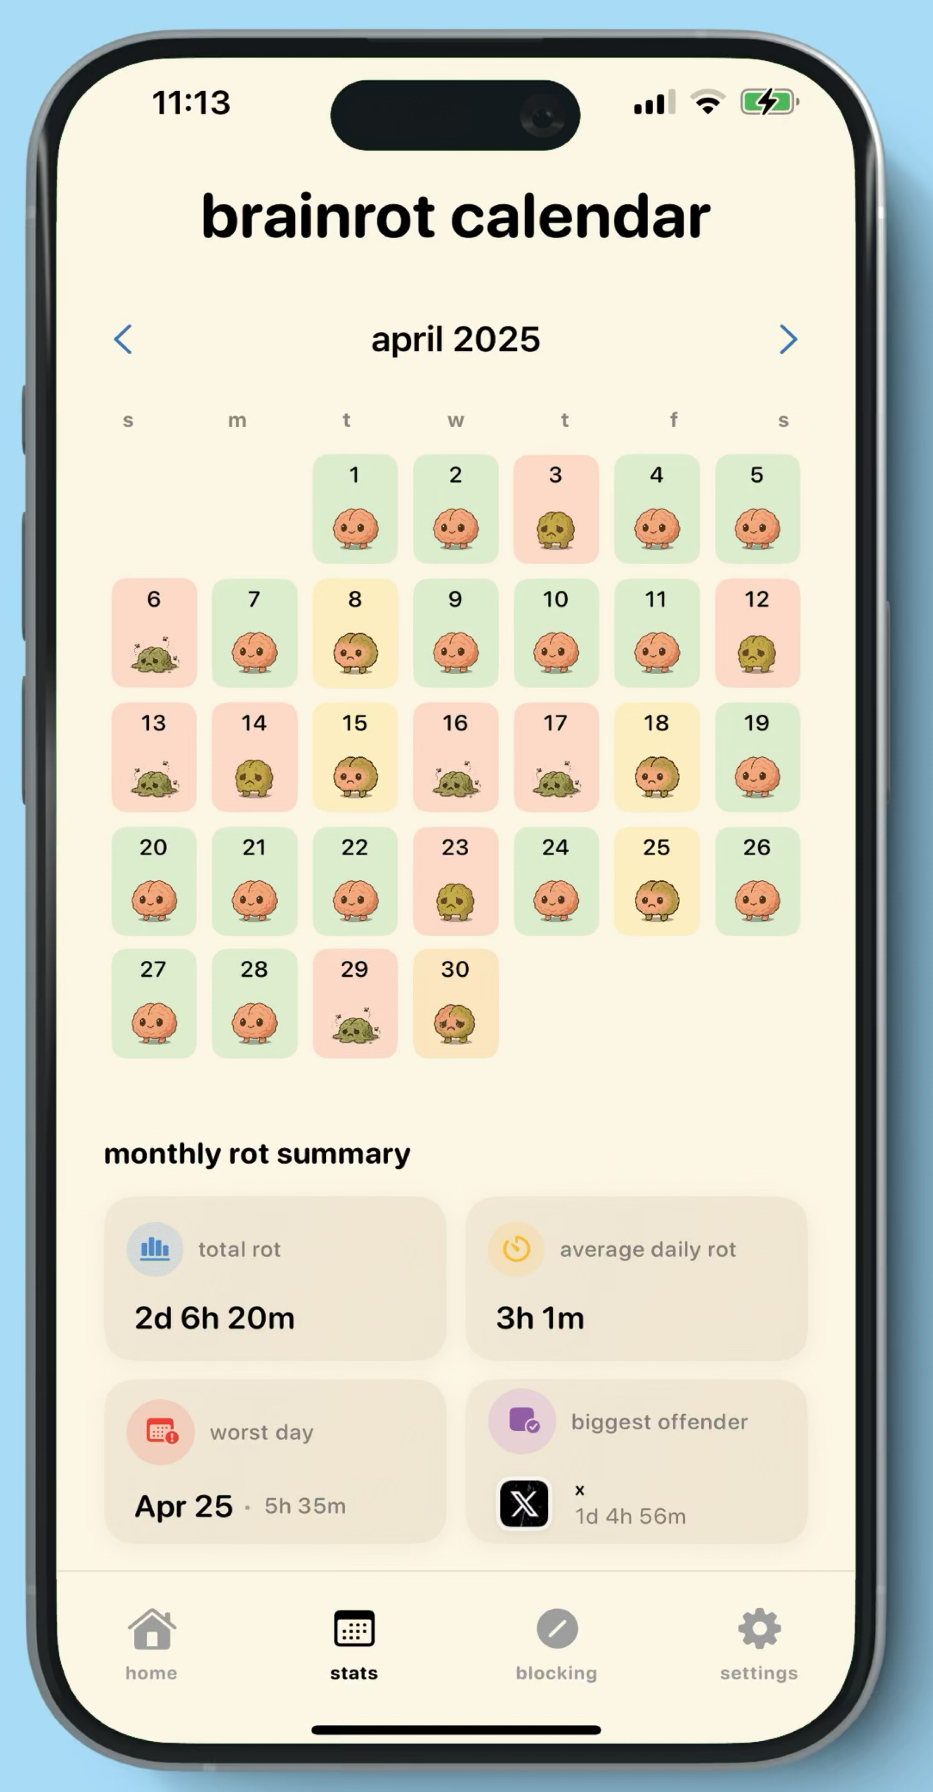 11:13
brainrot calendar
april 2025
s m t w t f s
1 2 3 4 5
6 7 8 9 10 11 12
13 14 15 16 17 18 19
20 21 22 23 24 25 26
27 28 29 30
monthly rot summary
total rot
2d 6h 20m
average daily rot
3h 1m
worst day
Apr 25 • 5h 35m
biggest offender
X
x
1d 4h 56m
home stats blocking settings